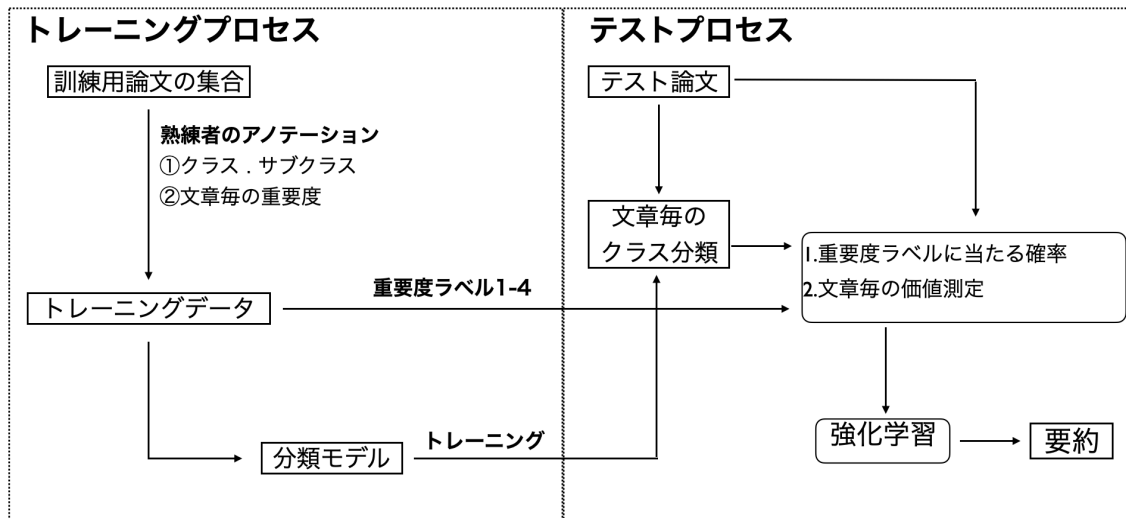 トレーニングプロセス
訓練用論文の集合
熟練者のアノテーション
①クラス . サブクラス
②文章毎の重要度
トレーニングデータ
重要度ラベル1-4
分類モデル
トレーニング
テストプロセス
テスト論文
文章毎の
クラス分類
1.重要度ラベルに当たる確率
2.文章毎の価値測定
強化学習
要約